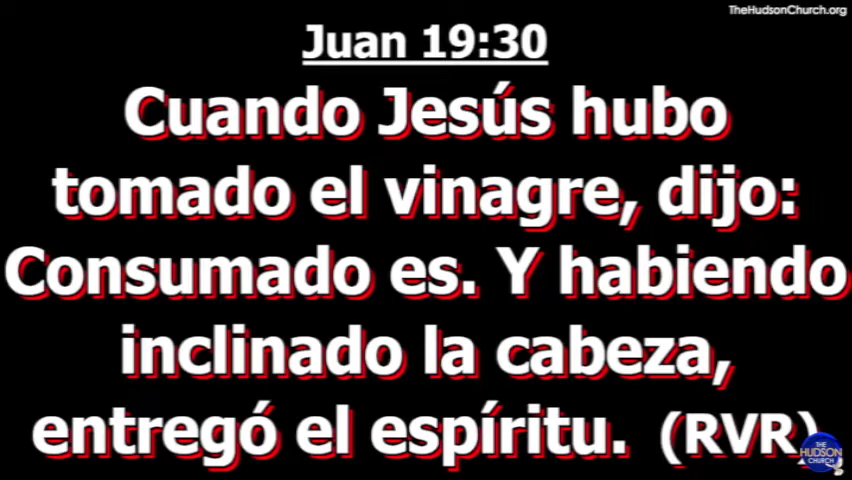 TheHudsonChurch.org
Juan 19:30
Cuando Jesús hubo
tomado el vinagre, dijo:
Consumado es. Y habiendo
inclinado la cabeza,
entregó el espíritu. (RVR)
THE
HUDSON
CHURCH